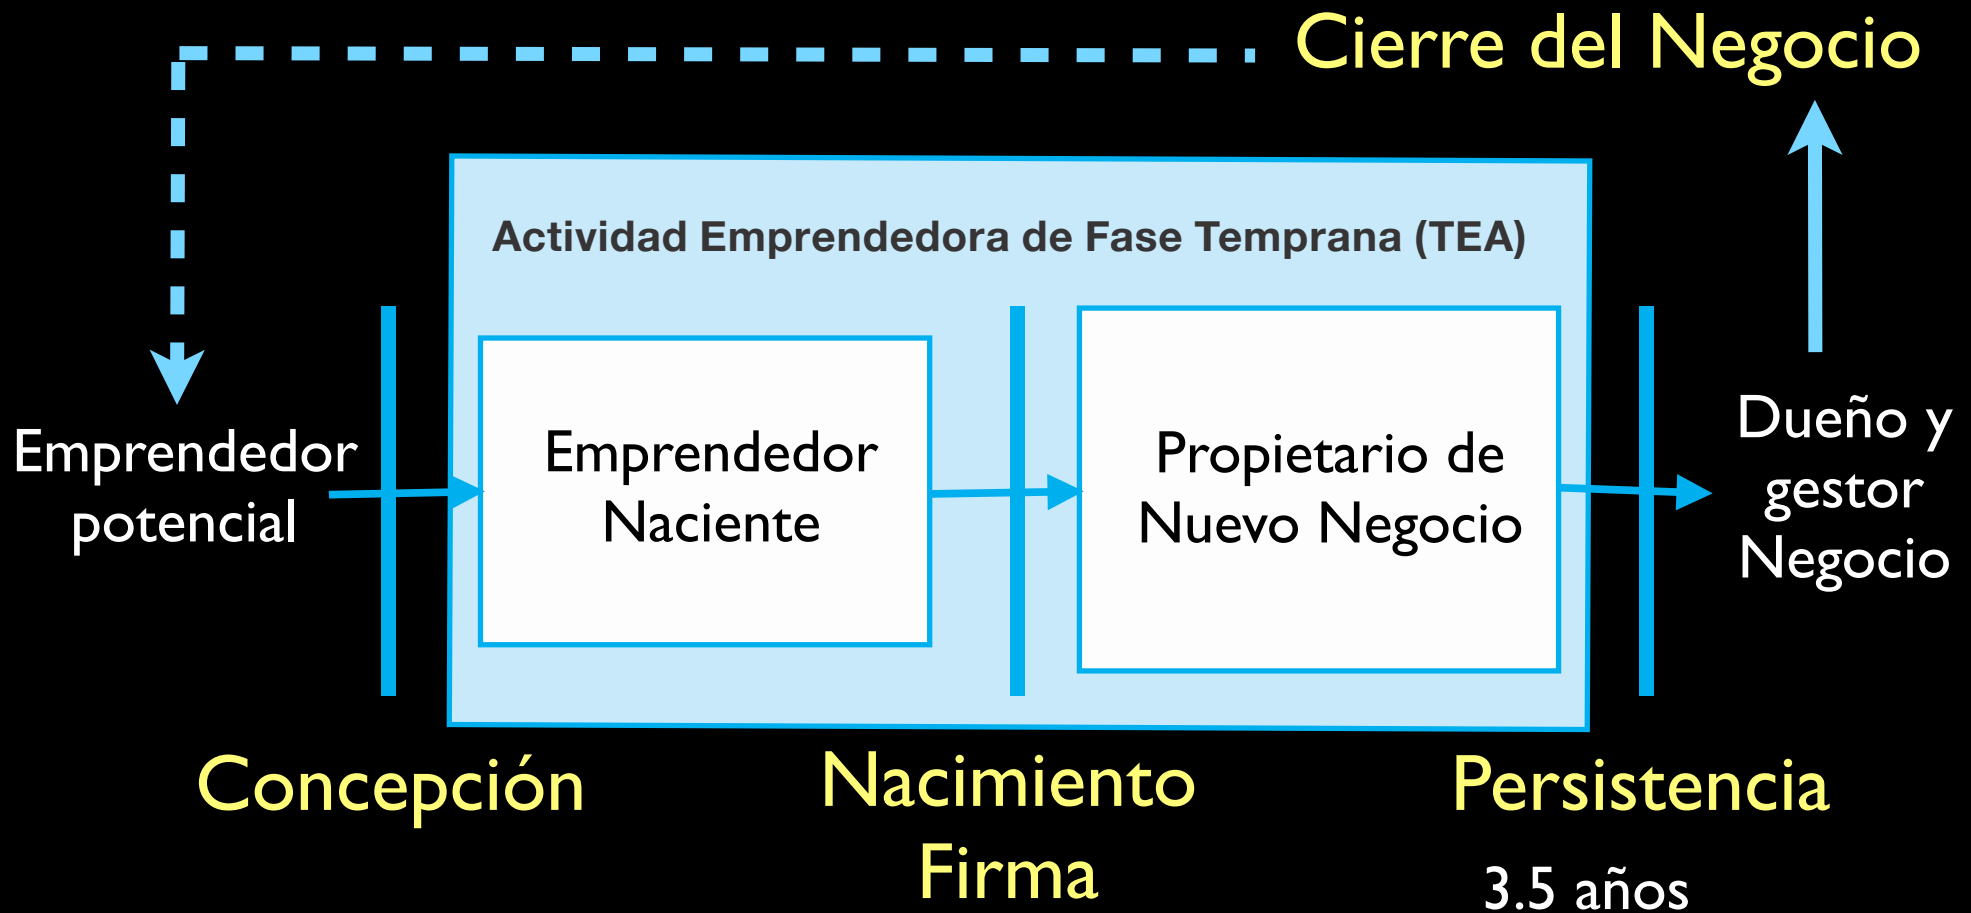 Cierre del Negocio
Actividad Emprendedora de Fase Temprana (TEA)
Emprendedor
potencial
Emprendedor
Naciente
Propietario de
Nuevo Negocio
Dueño y
gestor
Negocio
Concepción
Nacimiento
Firma
Persistencia
3.5 años